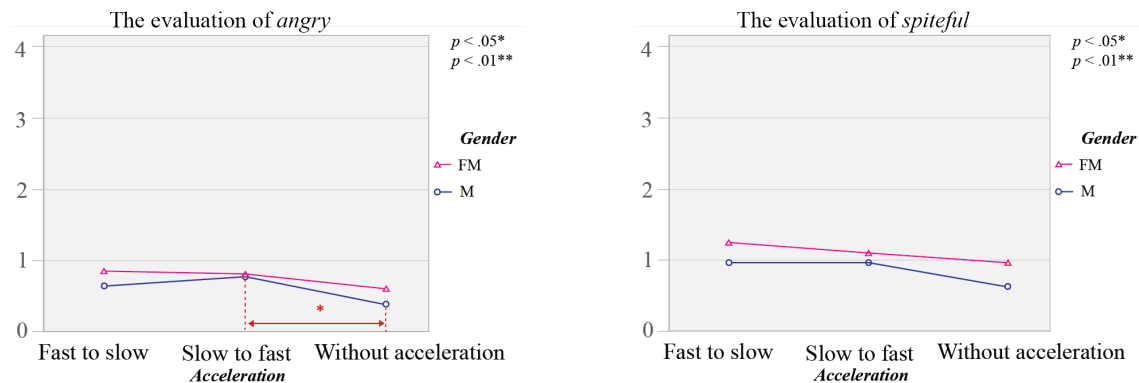 The evaluation of angry
4
3
2
1
0
p < .05*
p < .01**
Gender
FM
M
*
Fast to slow
Slow to fast
Without acceleration
Acceleration
The evaluation of spiteful
4
3
2
1
0
p < .05*
p < .01**
Gender
FM
M
Fast to slow
Slow to fast
Without acceleration
Acceleration